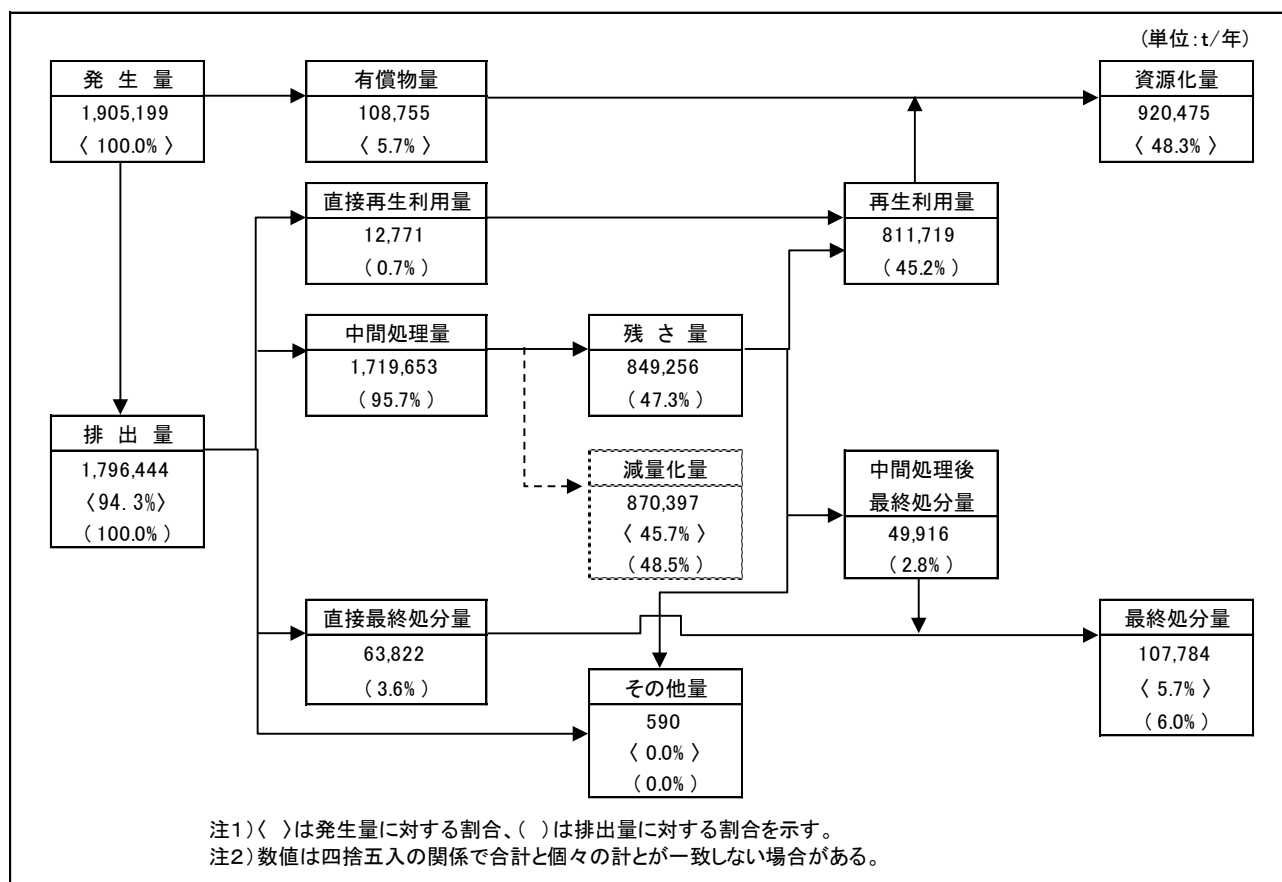 (単位:t/年)
発 生 量
1,905,199
〈 100.0% 〉
有償物量
108,755
〈 5.7% 〉
資源化量
920,475
〈 48.3% 〉
直接再生利用量
12,771
( 0.7% )
再生利用量
811,719
( 45.2% )
中間処理量
1,719,653
( 95.7% )
残 さ 量
849,256
( 47.3% )
排 出 量
1,796,444
〈94.3%〉
( 100.0% )
減量化量
870,397
〈 45.7% 〉
( 48.5% )
中間処理後
最終処分量
49,916
( 2.8% )
直接最終処分量
63,822
( 3.6% )
最終処分量
107,784
〈 5.7% 〉
( 6.0% )
その他量
590
〈 0.0% 〉
( 0.0% )
注1)〈 〉は発生量に対する割合、( )は排出量に対する割合を示す。
注2)数値は四捨五入の関係で合計と個々の計とが一致しない場合がある。